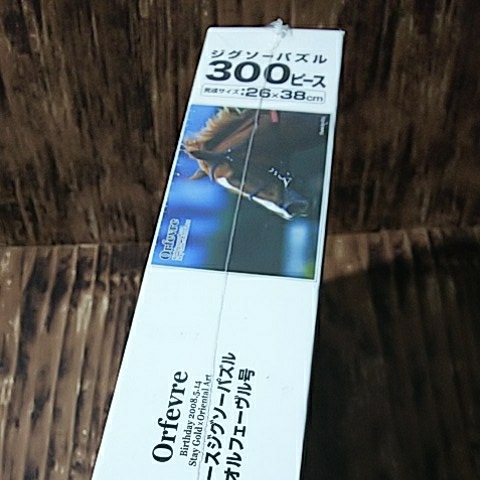 ジグソーパズル
300ピース
完成サイズ:26×38cm
Orfevre
Orfevre
Birthday 2008.5.14
Stay Gold×Oriental Art
ースジグソーパズル
オルフェーヴル号